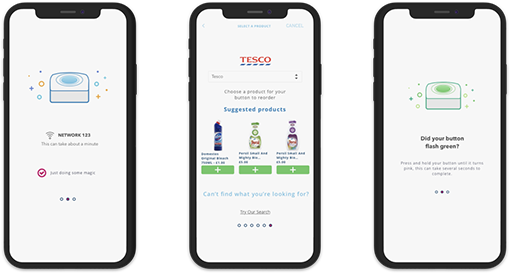 NETWORK 123
This can take about a minute.
Just doing some magic
SELECT A PRODUCT
CANCEL
TESCO
Tesco
Choose a product for your
button to reorder
Suggested products
Domestos
Original Bleach
750ML - £1.00
Persil Small And
Mighty Bio...
Persil Small And
Mighty Bio...
Can't find what you're looking for?
Try Our Search
Did your button
flash green?
Press and hold your button until it turns
pink, this can take several seconds to
complete.